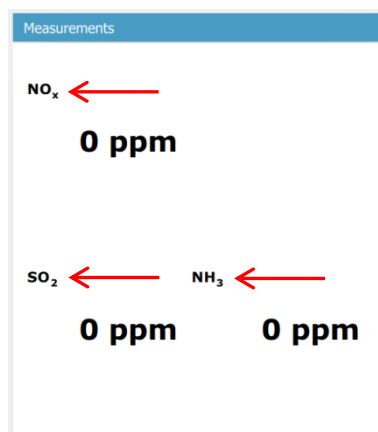 Measurements
NOₓ
0 ppm
SO₂ NH₃
0 ppm 0 ppm